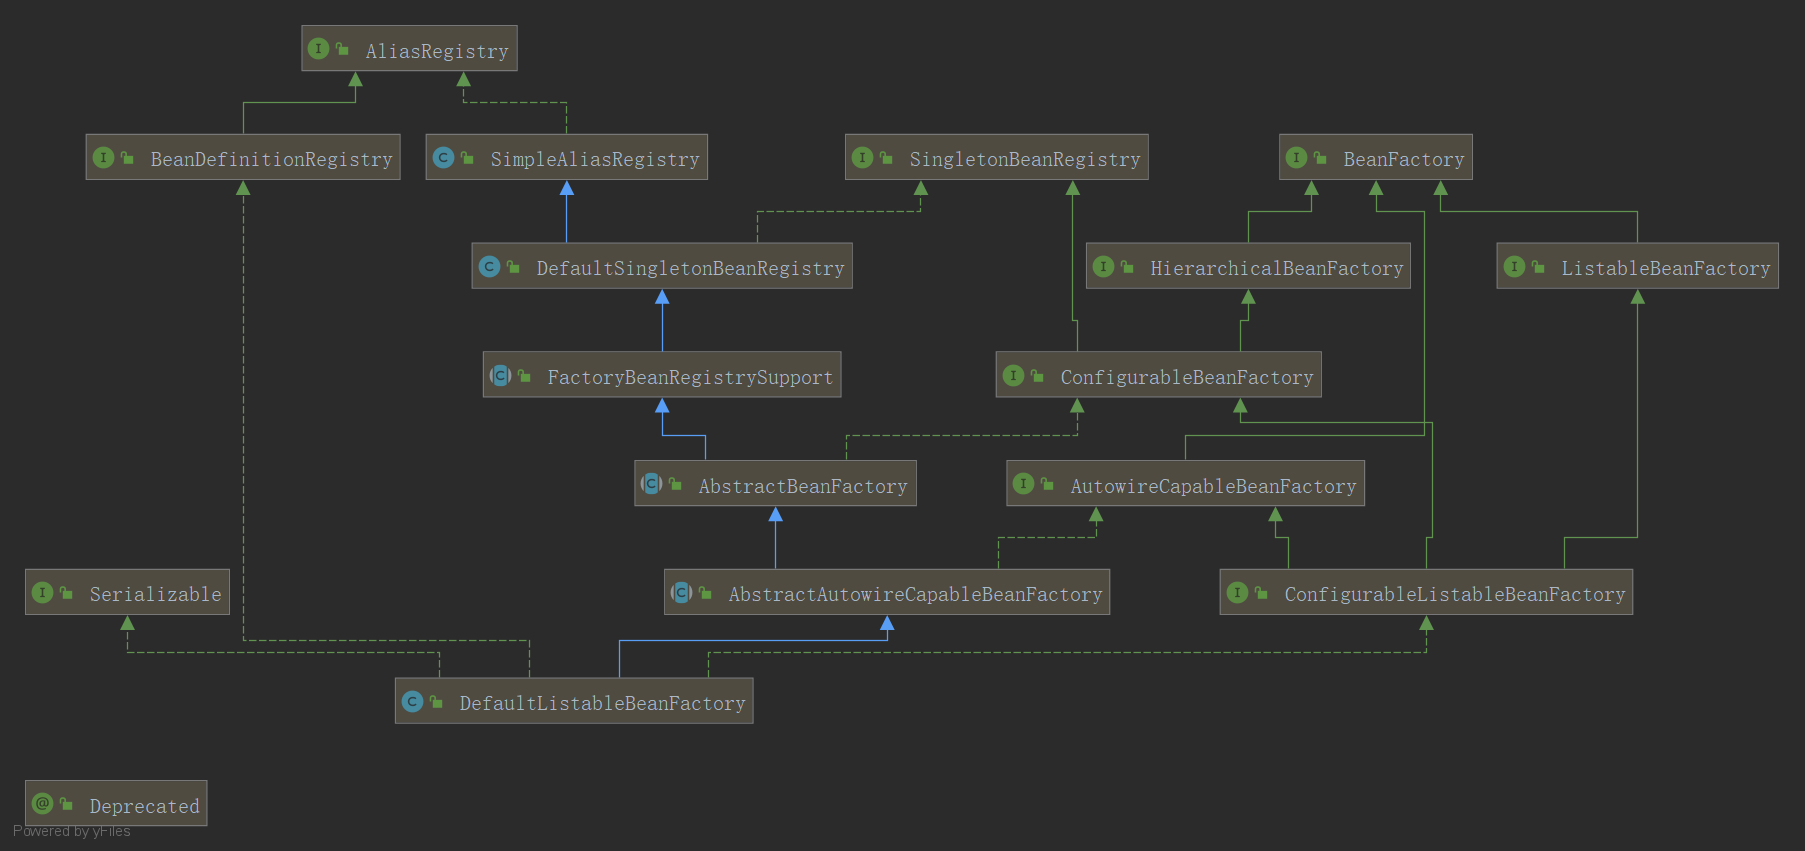 AliasRegistry
BeanDefinitionRegistry
SimpleAliasRegistry
SingletonBeanRegistry
BeanFactory
DefaultSingletonBeanRegistry
HierarchicalBeanFactory
ListableBeanFactory
FactoryBeanRegistrySupport
ConfigurableBeanFactory
AbstractBeanFactory
AutowireCapableBeanFactory
Serializable
AbstractAutowireCapableBeanFactory
ConfigurableListableBeanFactory
DefaultListableBeanFactory
Deprecated
Powered by yFiles